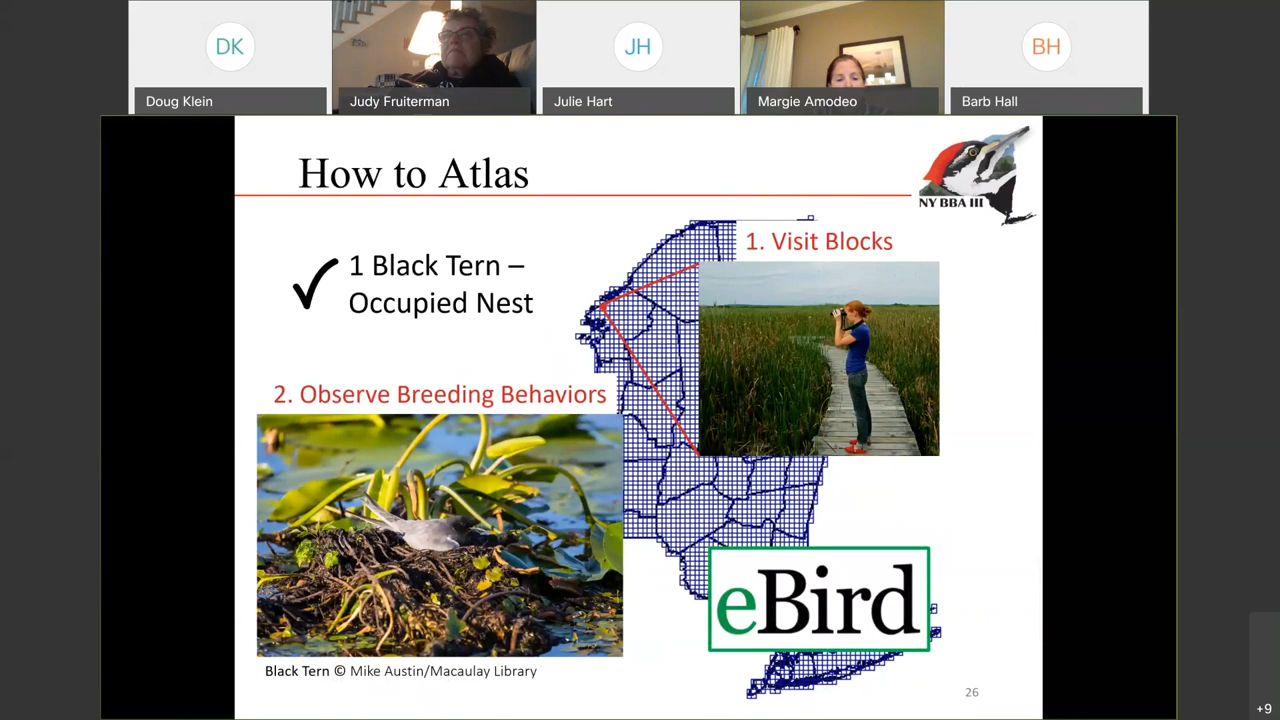 DK
JH
BH
Doug Klein
Judy Fruiterman
Julie Hart
Margie Amodeo
Barb Hall
How to Atlas
NY BBA III
1. Visit Blocks
✓ 1 Black Tern –
Occupied Nest
2. Observe Breeding Behaviors
eBird
Black Tern © Mike Austin/Macaulay Library
26
+9